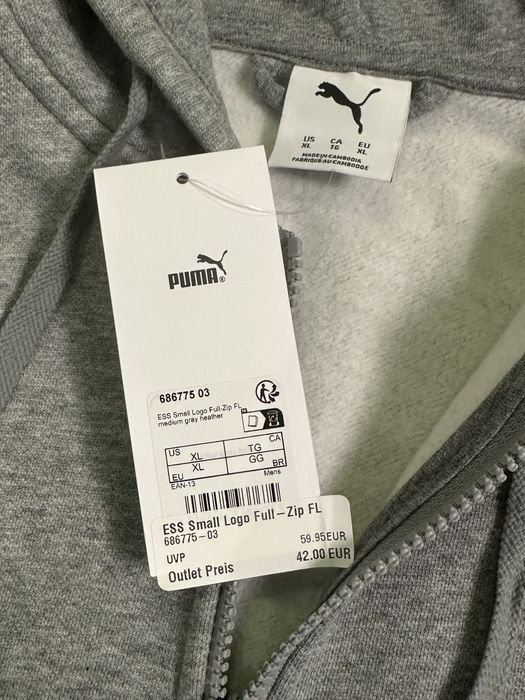 US CA EU
XL TG XL
MADE IN CAMBODIA
FABRIQUÉ AU CAMBODGE
PUMA®
686775 03
ESS Small Logo Full-Zip FL
medium gray heather
US XL TG CA
EU XL GG BR
EAN-13 Mens
ESS Small Logo Full-Zip FL
686775-03
UVP 59.95EUR
Outlet Preis 42.00 EUR